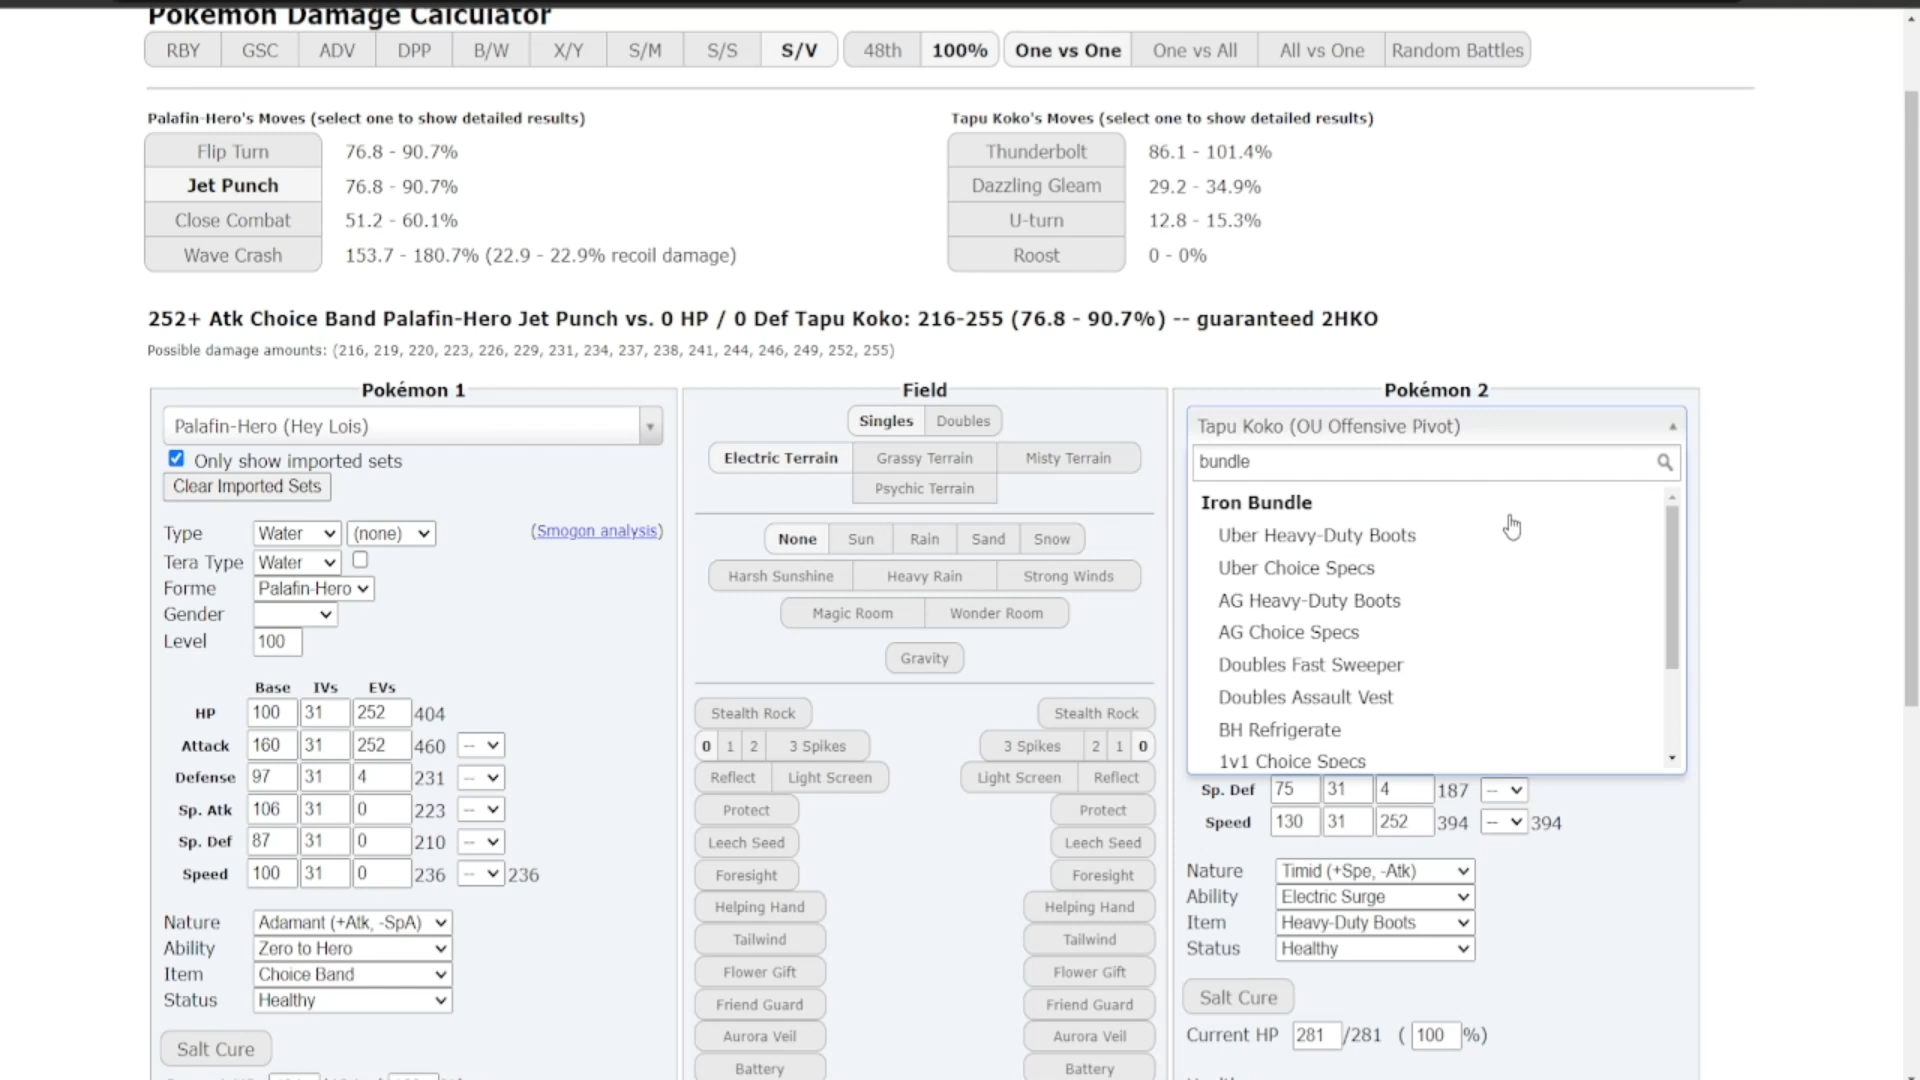 Pokémon Damage Calculator
RBY GSC ADV DPP B/W X/Y S/M S/S S/V 48th 100% One vs One One vs All All vs One Random Battles
Palafin-Hero's Moves (select one to show detailed results)
Flip Turn 76.8 - 90.7%
Jet Punch 76.8 - 90.7%
Close Combat 51.2 - 60.1%
Wave Crash 153.7 - 180.7% (22.9 - 22.9% recoil damage)
Tapu Koko's Moves (select one to show detailed results)
Thunderbolt 86.1 - 101.4%
Dazzling Gleam 29.2 - 34.9%
U-turn 12.8 - 15.3%
Roost 0 - 0%
252+ Atk Choice Band Palafin-Hero Jet Punch vs. 0 HP / 0 Def Tapu Koko: 216-255 (76.8 - 90.7%) -- guaranteed 2HKO
Possible damage amounts: (216, 219, 220, 223, 226, 229, 231, 234, 237, 238, 241, 244, 246, 249, 252, 255)
Pokémon 1
Palafin-Hero (Hey Lois)
Only show imported sets
Clear Imported Sets
Type Water (none) (Smogon analysis)
Tera Type Water
Forme Palafin-Hero
Gender
Level 100
Base IVs EVs
HP 100 31 252 404
Attack 160 31 252 460 --
Defense 97 31 4 231 --
Sp. Atk 106 31 0 223 --
Sp. Def 87 31 0 210 --
Speed 100 31 0 236 -- 236
Nature Adamant (+Atk, -SpA)
Ability Zero to Hero
Item Choice Band
Status Healthy
Salt Cure
Field
Singles Doubles
Electric Terrain Grassy Terrain Misty Terrain
Psychic Terrain
None Sun Rain Sand Snow
Harsh Sunshine Heavy Rain Strong Winds
Magic Room Wonder Room
Gravity
Stealth Rock Stealth Rock
0 1 2 3 Spikes 3 Spikes 2 1 0
Reflect Light Screen Light Screen Reflect
Protect Protect
Leech Seed Leech Seed
Foresight Foresight
Helping Hand Helping Hand
Tailwind Tailwind
Flower Gift Flower Gift
Friend Guard Friend Guard
Aurora Veil Aurora Veil
Battery Battery
Pokémon 2
Tapu Koko (OU Offensive Pivot)
bundle
Iron Bundle
Uber Heavy-Duty Boots
Uber Choice Specs
AG Heavy-Duty Boots
AG Choice Specs
Doubles Fast Sweeper
Doubles Assault Vest
BH Refrigerate
1v1 Choice Specs
Sp. Def 75 31 4 187 --
Speed 130 31 252 394 -- 394
Nature Timid (+Spe, -Atk)
Ability Electric Surge
Item Heavy-Duty Boots
Status Healthy
Salt Cure
Current HP 281 /281 ( 100 %)